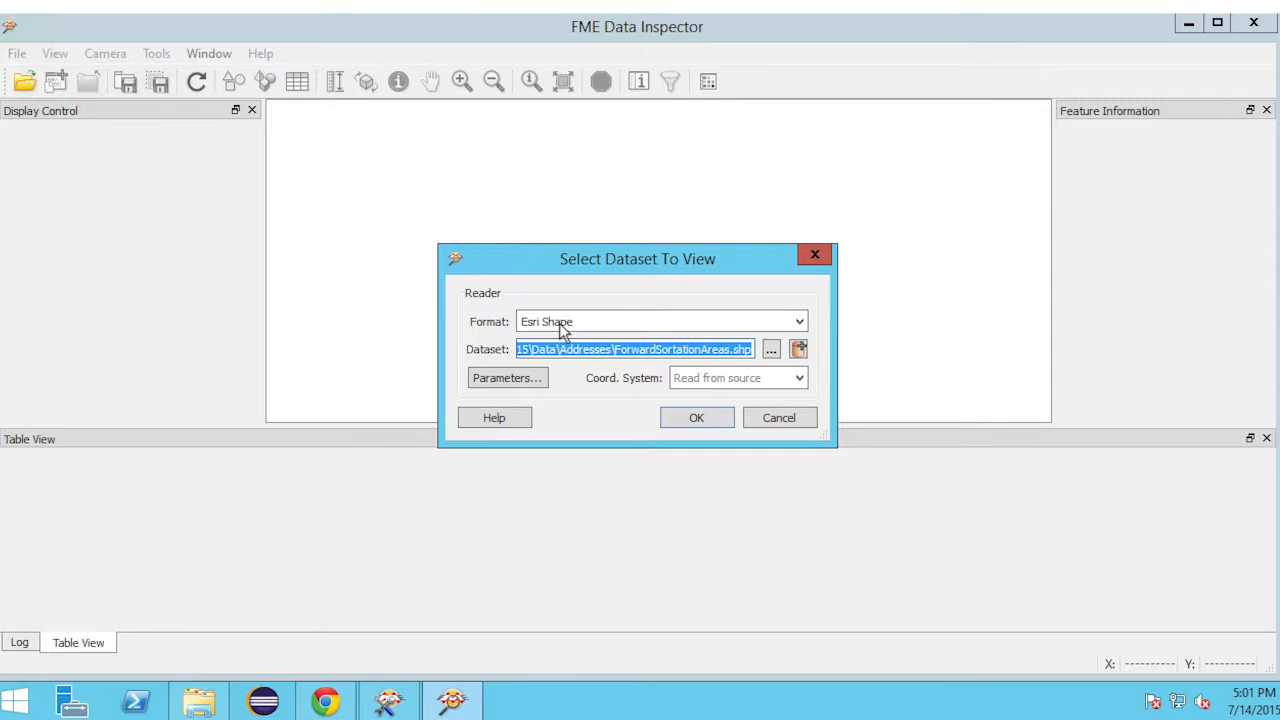 FME Data Inspector
File View Camera Tools Window Help
Display Control
Feature Information
Select Dataset To View
Reader
Format: Esri Shape
Dataset: 15\Data\Addresses\ForwardSortationAreas.shp
Parameters... Coord. System: Read from source
Help OK Cancel
Table View
Log Table View
X: --------- Y: ---------
5:01 PM
7/14/2015